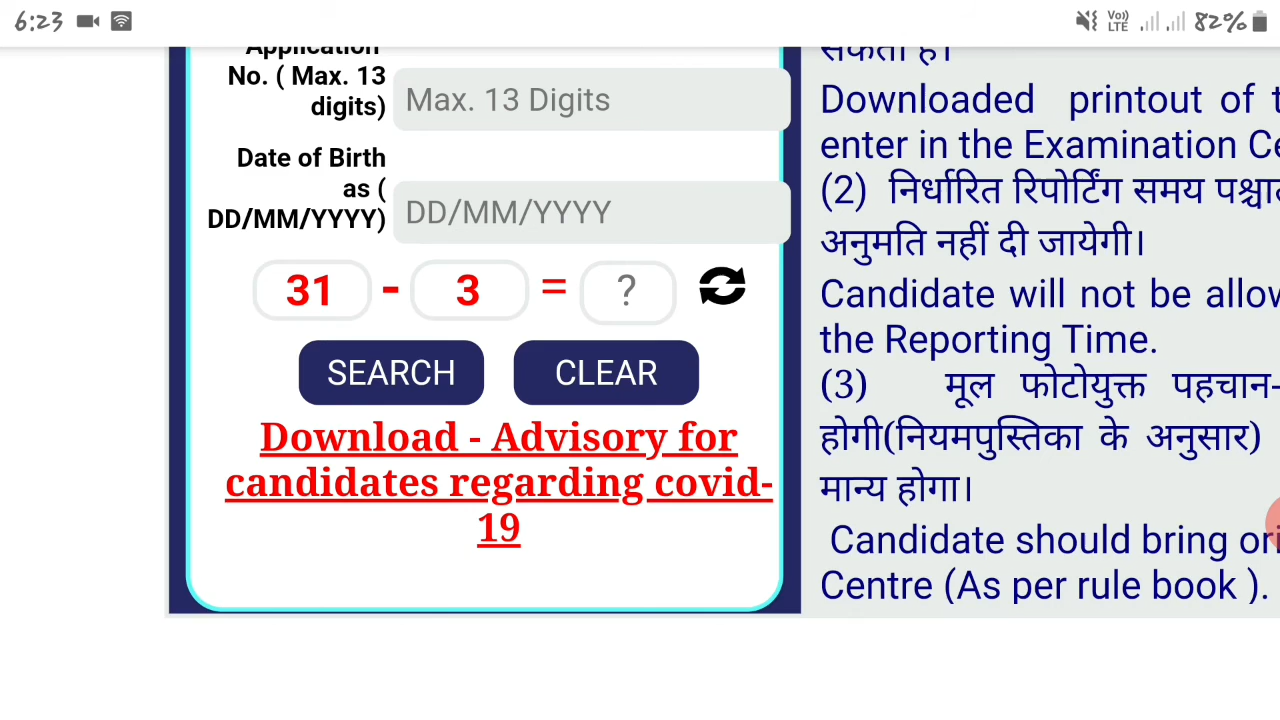 6:23
Vo))
LTE
82%
Application
No. ( Max. 13
digits)
Max. 13 Digits
Date of Birth
as (
DD/MM/YYYY)
DD/MM/YYYY
31 - 3 = ?
SEARCH
CLEAR
Download - Advisory for
candidates regarding covid-
19
सकता है।
Downloaded printout of
enter in the Examination
(2) निर्धारित रिपोर्टिंग समय
अनुमति नहीं दी जायेगी।
Candidate will not be
the Reporting Time.
(3) मूल फोटोयुक्त पहचान-
होगी(नियमपुस्तिका के अनुसार)
मान्य होगा।
Candidate should bring
Centre (As per rule book ).